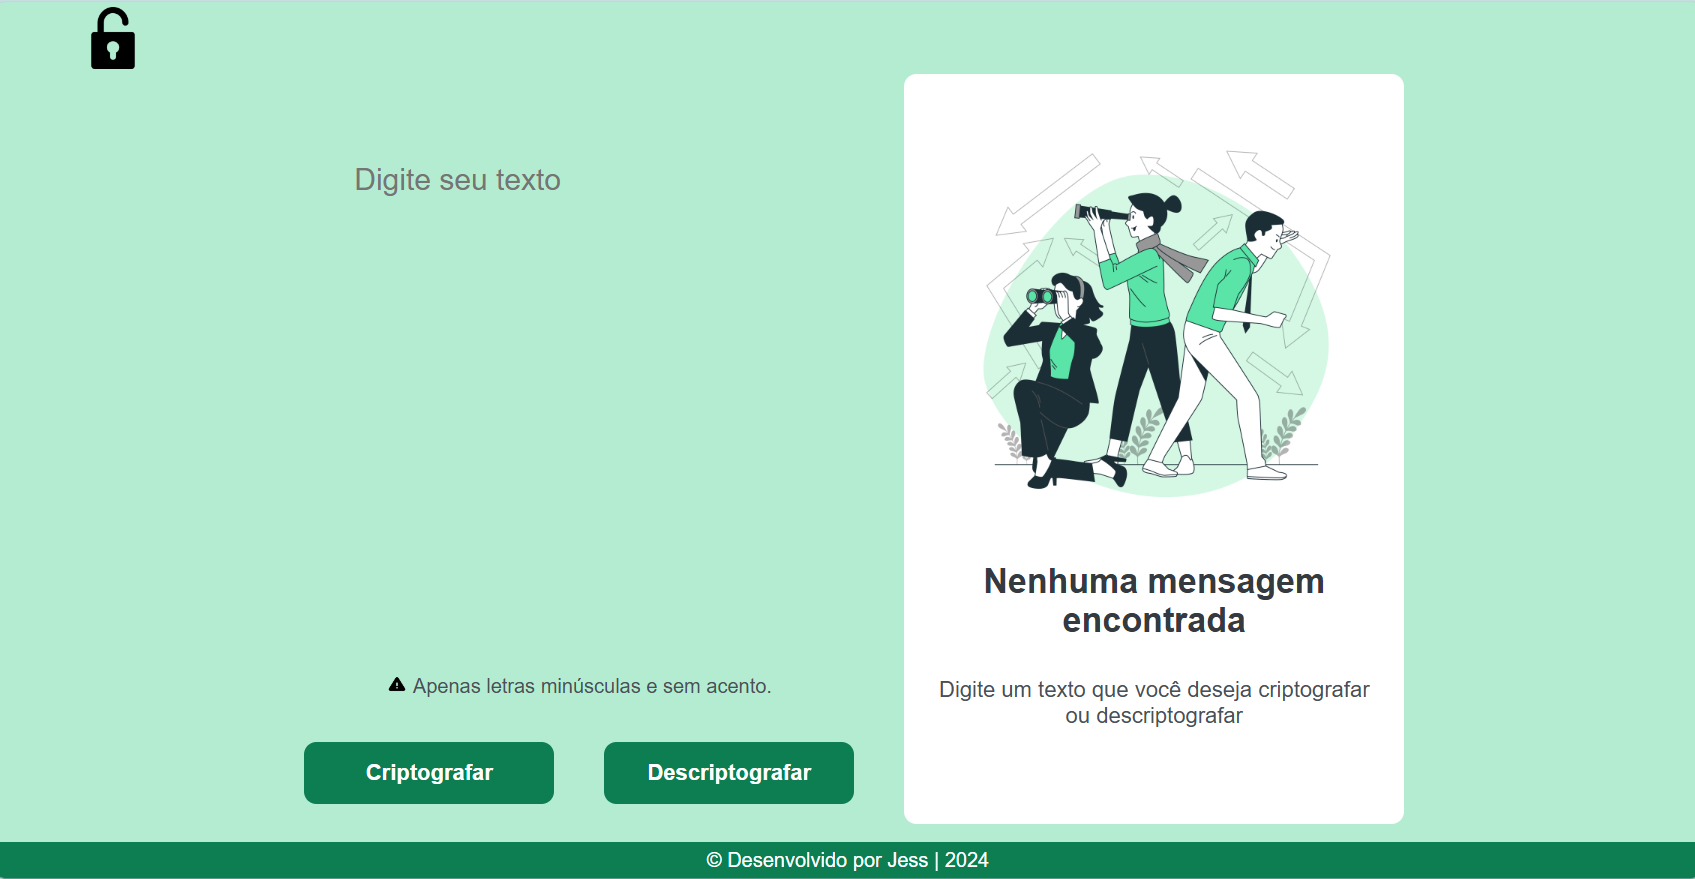 Digite seu texto
Apenas letras minúsculas e sem acento.
Criptografar
Descriptografar
Nenhuma mensagem
encontrada
Digite um texto que você deseja criptografar
ou descriptografar
© Desenvolvido por Jess | 2024